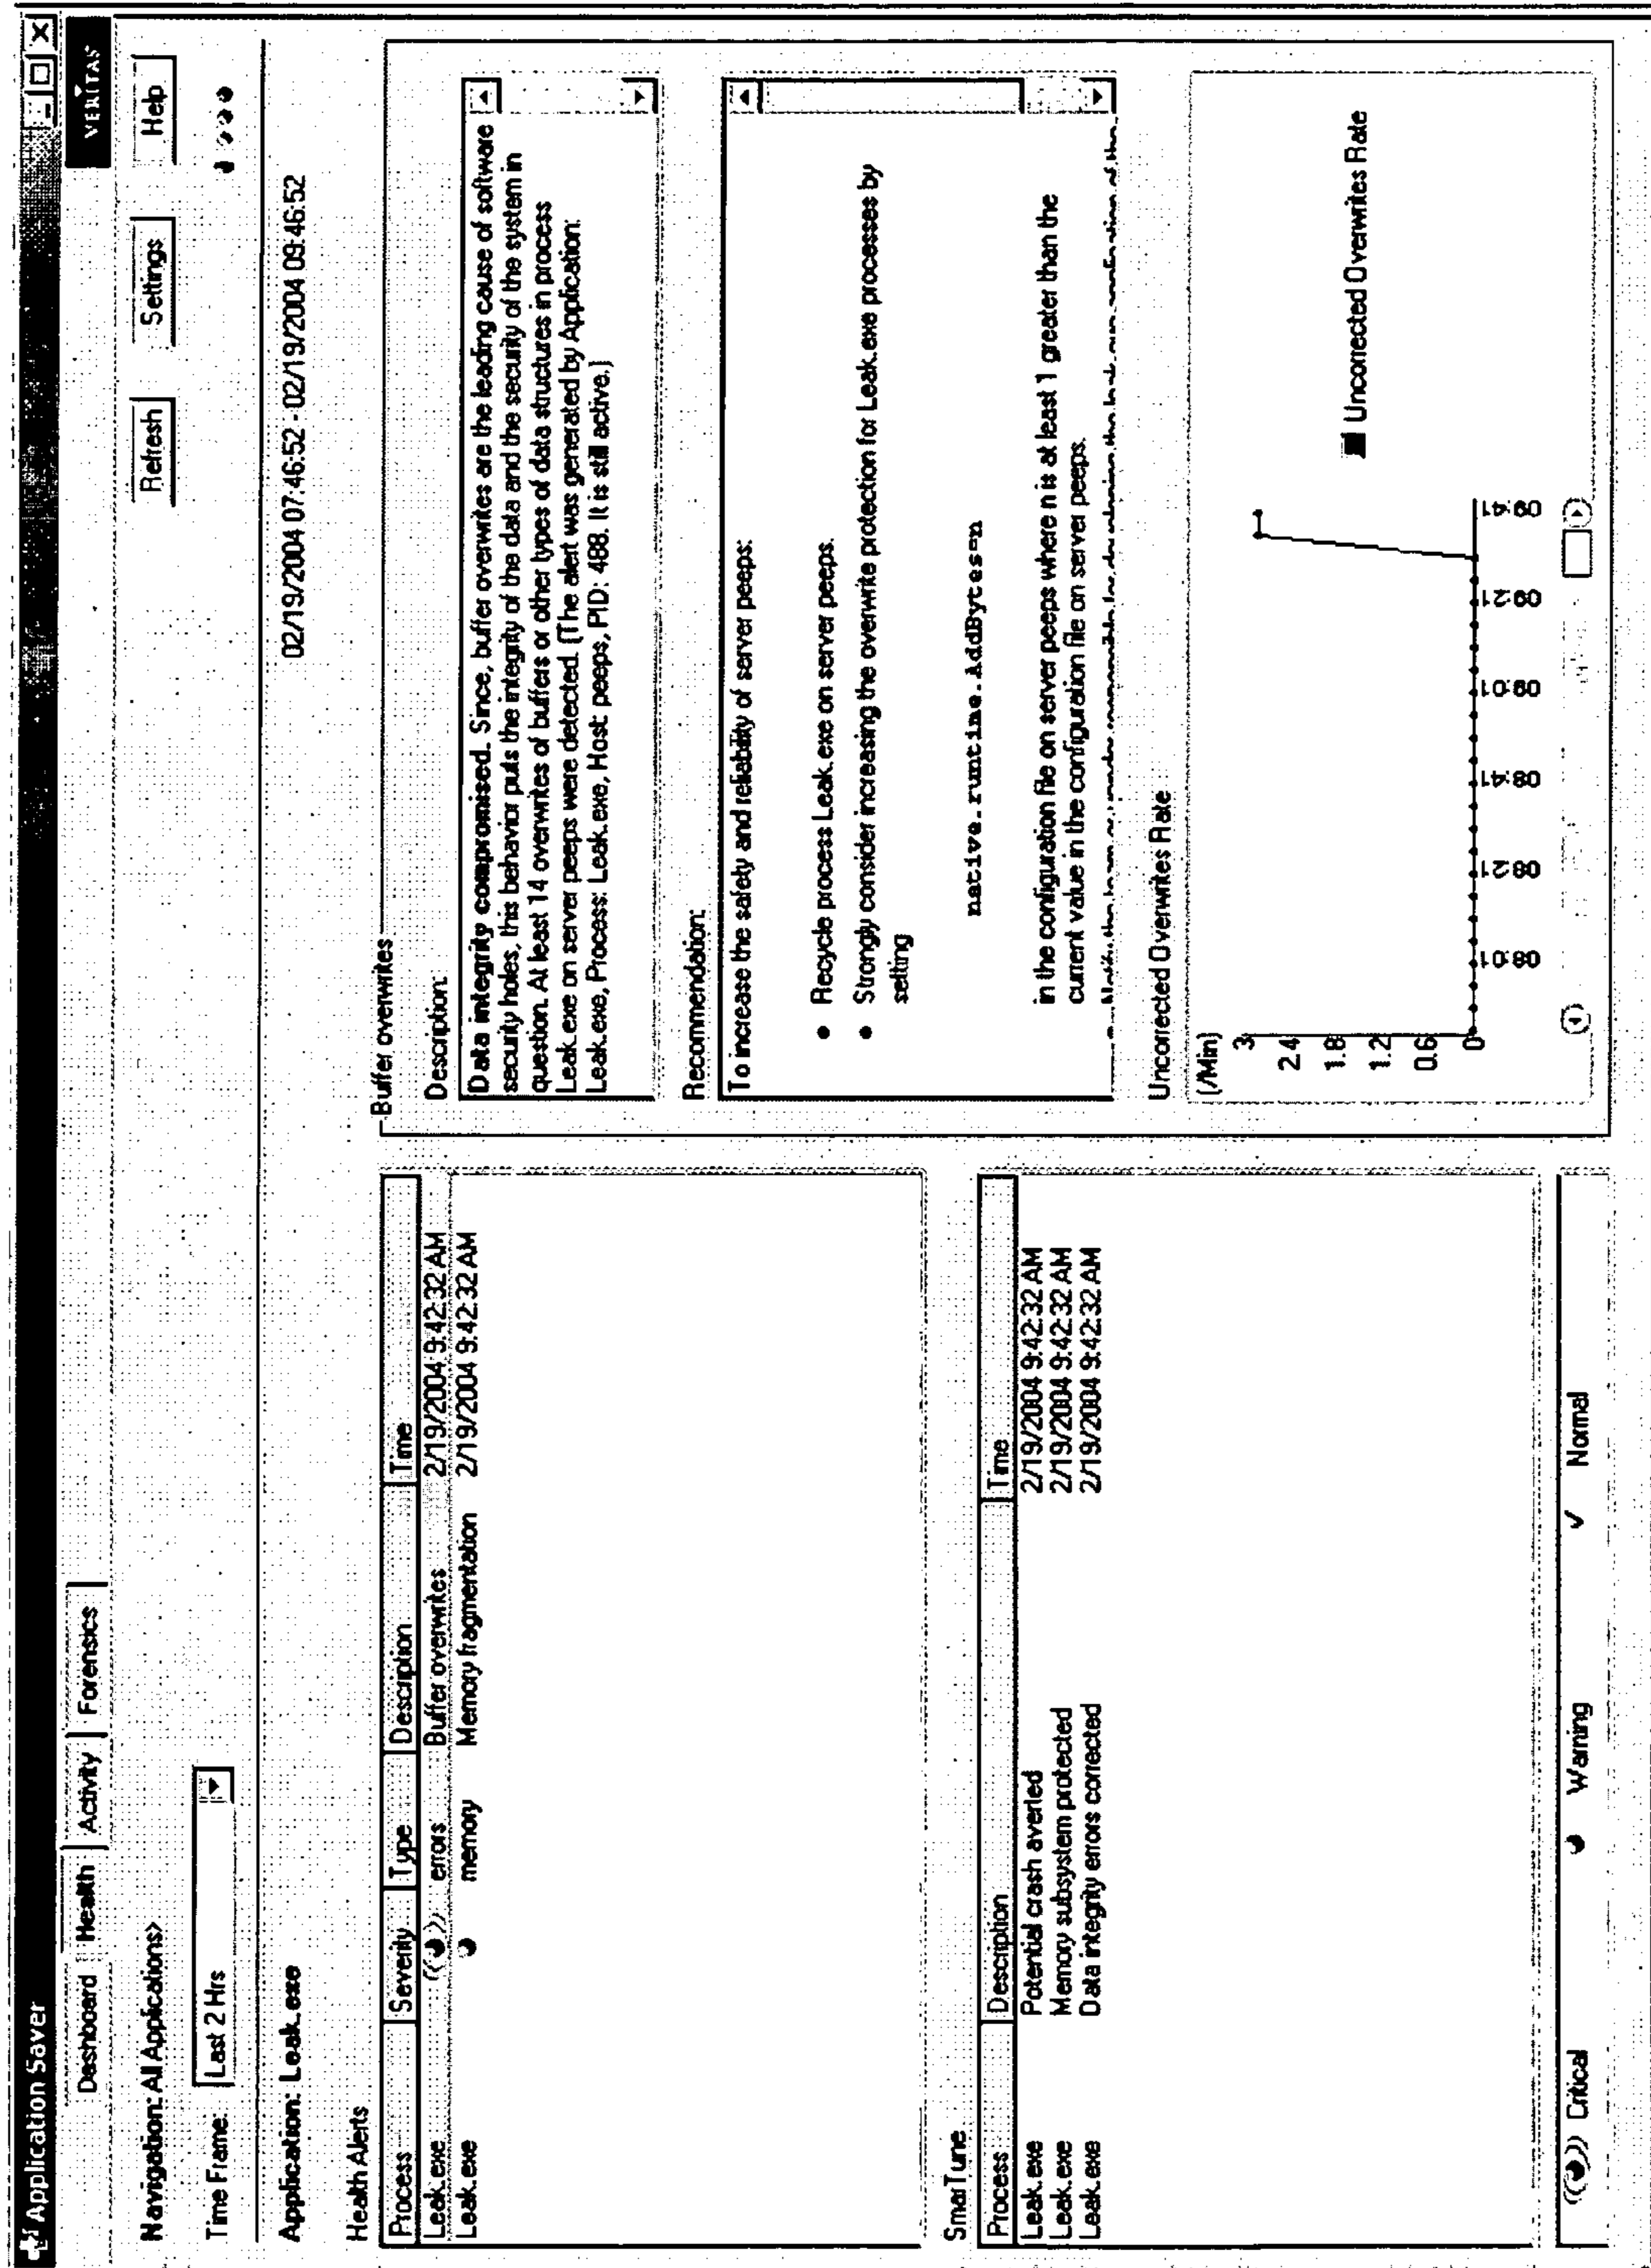 Application Saver
VERITAS
Dashboard Health Activity Forensics
Navigation: All Applications>
Refresh Settings Help
Time Frame: Last 2 Hrs
Application: Leak.exe
02/19/2004 07:46:52 - 02/19/2004 09:46:52
Health Alerts
Process Severity Type Description Time
Leak.exe errors Buffer overwrites 2/19/2004 9:42:32 AM
Leak.exe memory Memory fragmentation 2/19/2004 9:42:32 AM
SmarTune
Process Description Time
Leak.exe Potential crash averted 2/19/2004 9:42:32 AM
Leak.exe Memory subsystem protected 2/19/2004 9:42:32 AM
Leak.exe Data integrity errors corrected 2/19/2004 9:42:32 AM
Critical Warning Normal
Buffer overwrites
Description:
Data integrity compromised. Since, buffer overwrites are the leading cause of software
security holes, this behavior puts the integrity of the data and the security of the system in
question. At least 14 overwrites of buffers or other types of data structures in process
Leak.exe on server peeps were detected. (The alert was generated by Application:
Leak.exe, Process: Leak.exe, Host: peeps, PID: 488. It is still active.)
Recommendation:
To increase the safety and reliability of server peeps:
• Recycle process Leak.exe on server peeps.
• Strongly consider increasing the overwrite protection for Leak.exe processes by
setting
native.runtime.AddBytes=n
in the configuration file on server peeps where n is at least 1 greater than the
current value in the configuration file on server peeps.
Uncorrected Overwrites Rate
(/Min)
3
2.4
1.8
1.2
0.6
0
08:01 08:21 08:41 09:01 09:21 09:41
Uncorrected Overwrites Rate